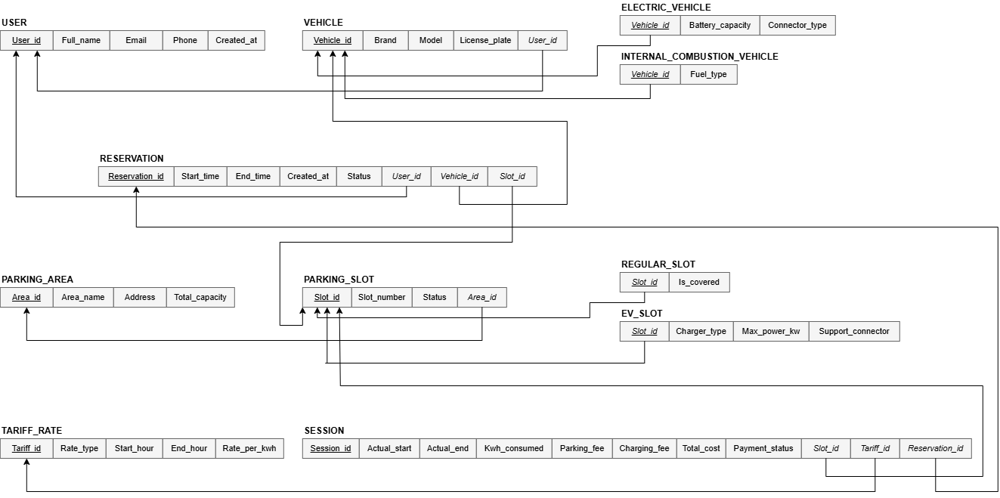 USER
User_id Full_name Email Phone Created_at
VEHICLE
Vehicle_id Brand Model License_plate User_id
ELECTRIC_VEHICLE
Vehicle_id Battery_capacity Connector_type
INTERNAL_COMBUSTION_VEHICLE
Vehicle_id Fuel_type
RESERVATION
Reservation_id Start_time End_time Created_at Status User_id Vehicle_id Slot_id
PARKING_AREA
Area_id Area_name Address Total_capacity
PARKING_SLOT
Slot_id Slot_number Status Area_id
REGULAR_SLOT
Slot_id Is_covered
EV_SLOT
Slot_id Charger_type Max_power_kw Support_connector
TARIFF_RATE
Tariff_id Rate_type Start_hour End_hour Rate_per_kwh
SESSION
Session_id Actual_start Actual_end Kwh_consumed Parking_fee Charging_fee Total_cost Payment_status Slot_id Tariff_id Reservation_id